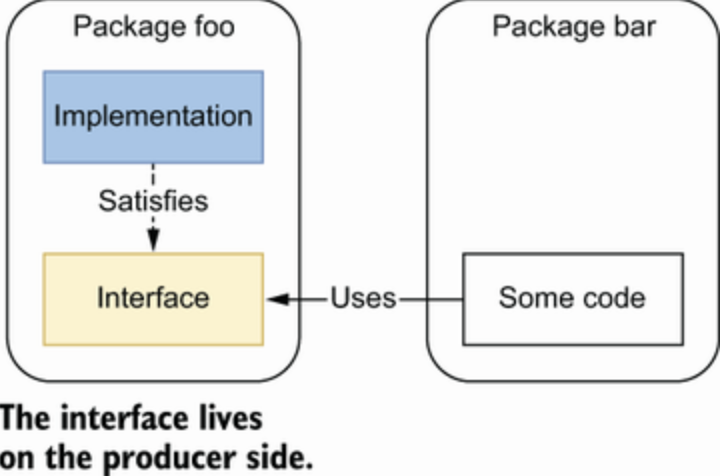 Package foo
Package bar
Implementation
Satisfies
Interface
Uses
Some code
The interface lives
on the producer side.